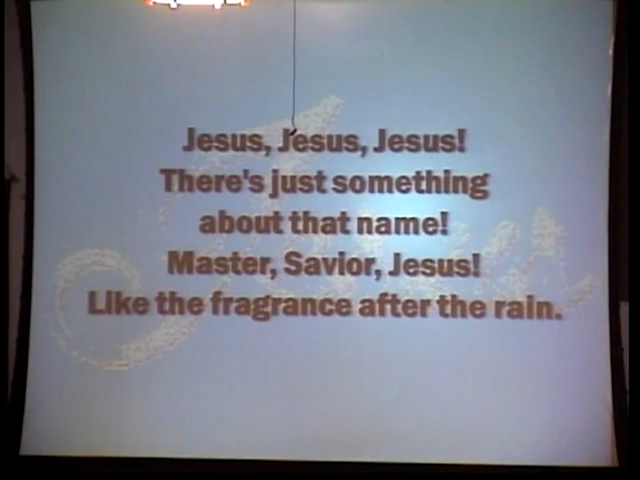 Jesus, Jesus, Jesus!
There's just something
about that name!
Master, Savior, Jesus!
Like the fragrance after the rain.